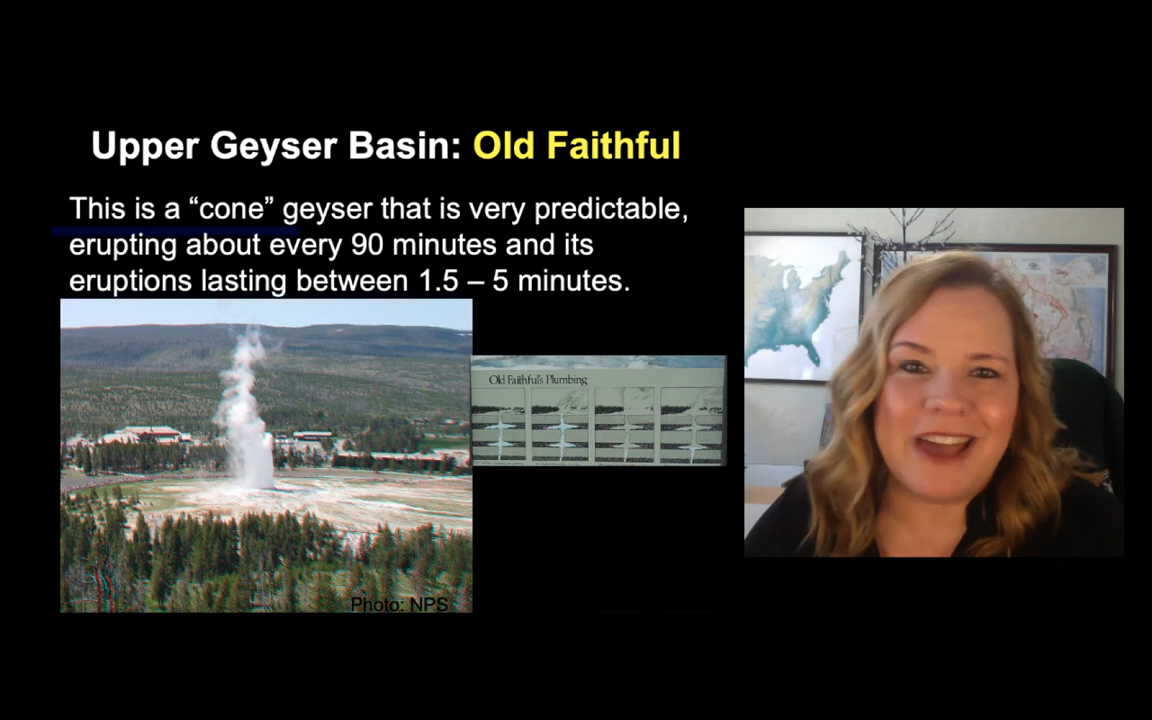 Upper Geyser Basin: Old Faithful
This is a “cone” geyser that is very predictable,
erupting about every 90 minutes and its
eruptions lasting between 1.5 – 5 minutes.
Old Faithful's Plumbing
Photo: NPS